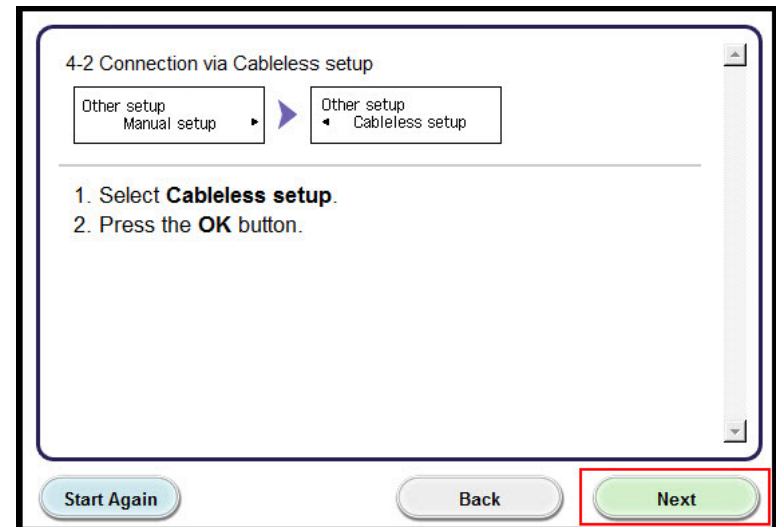 4-2 Connection via Cableless setup
Other setup
Manual setup
Other setup
Cableless setup
1. Select Cableless setup.
2. Press the OK button.
Start Again
Back
Next